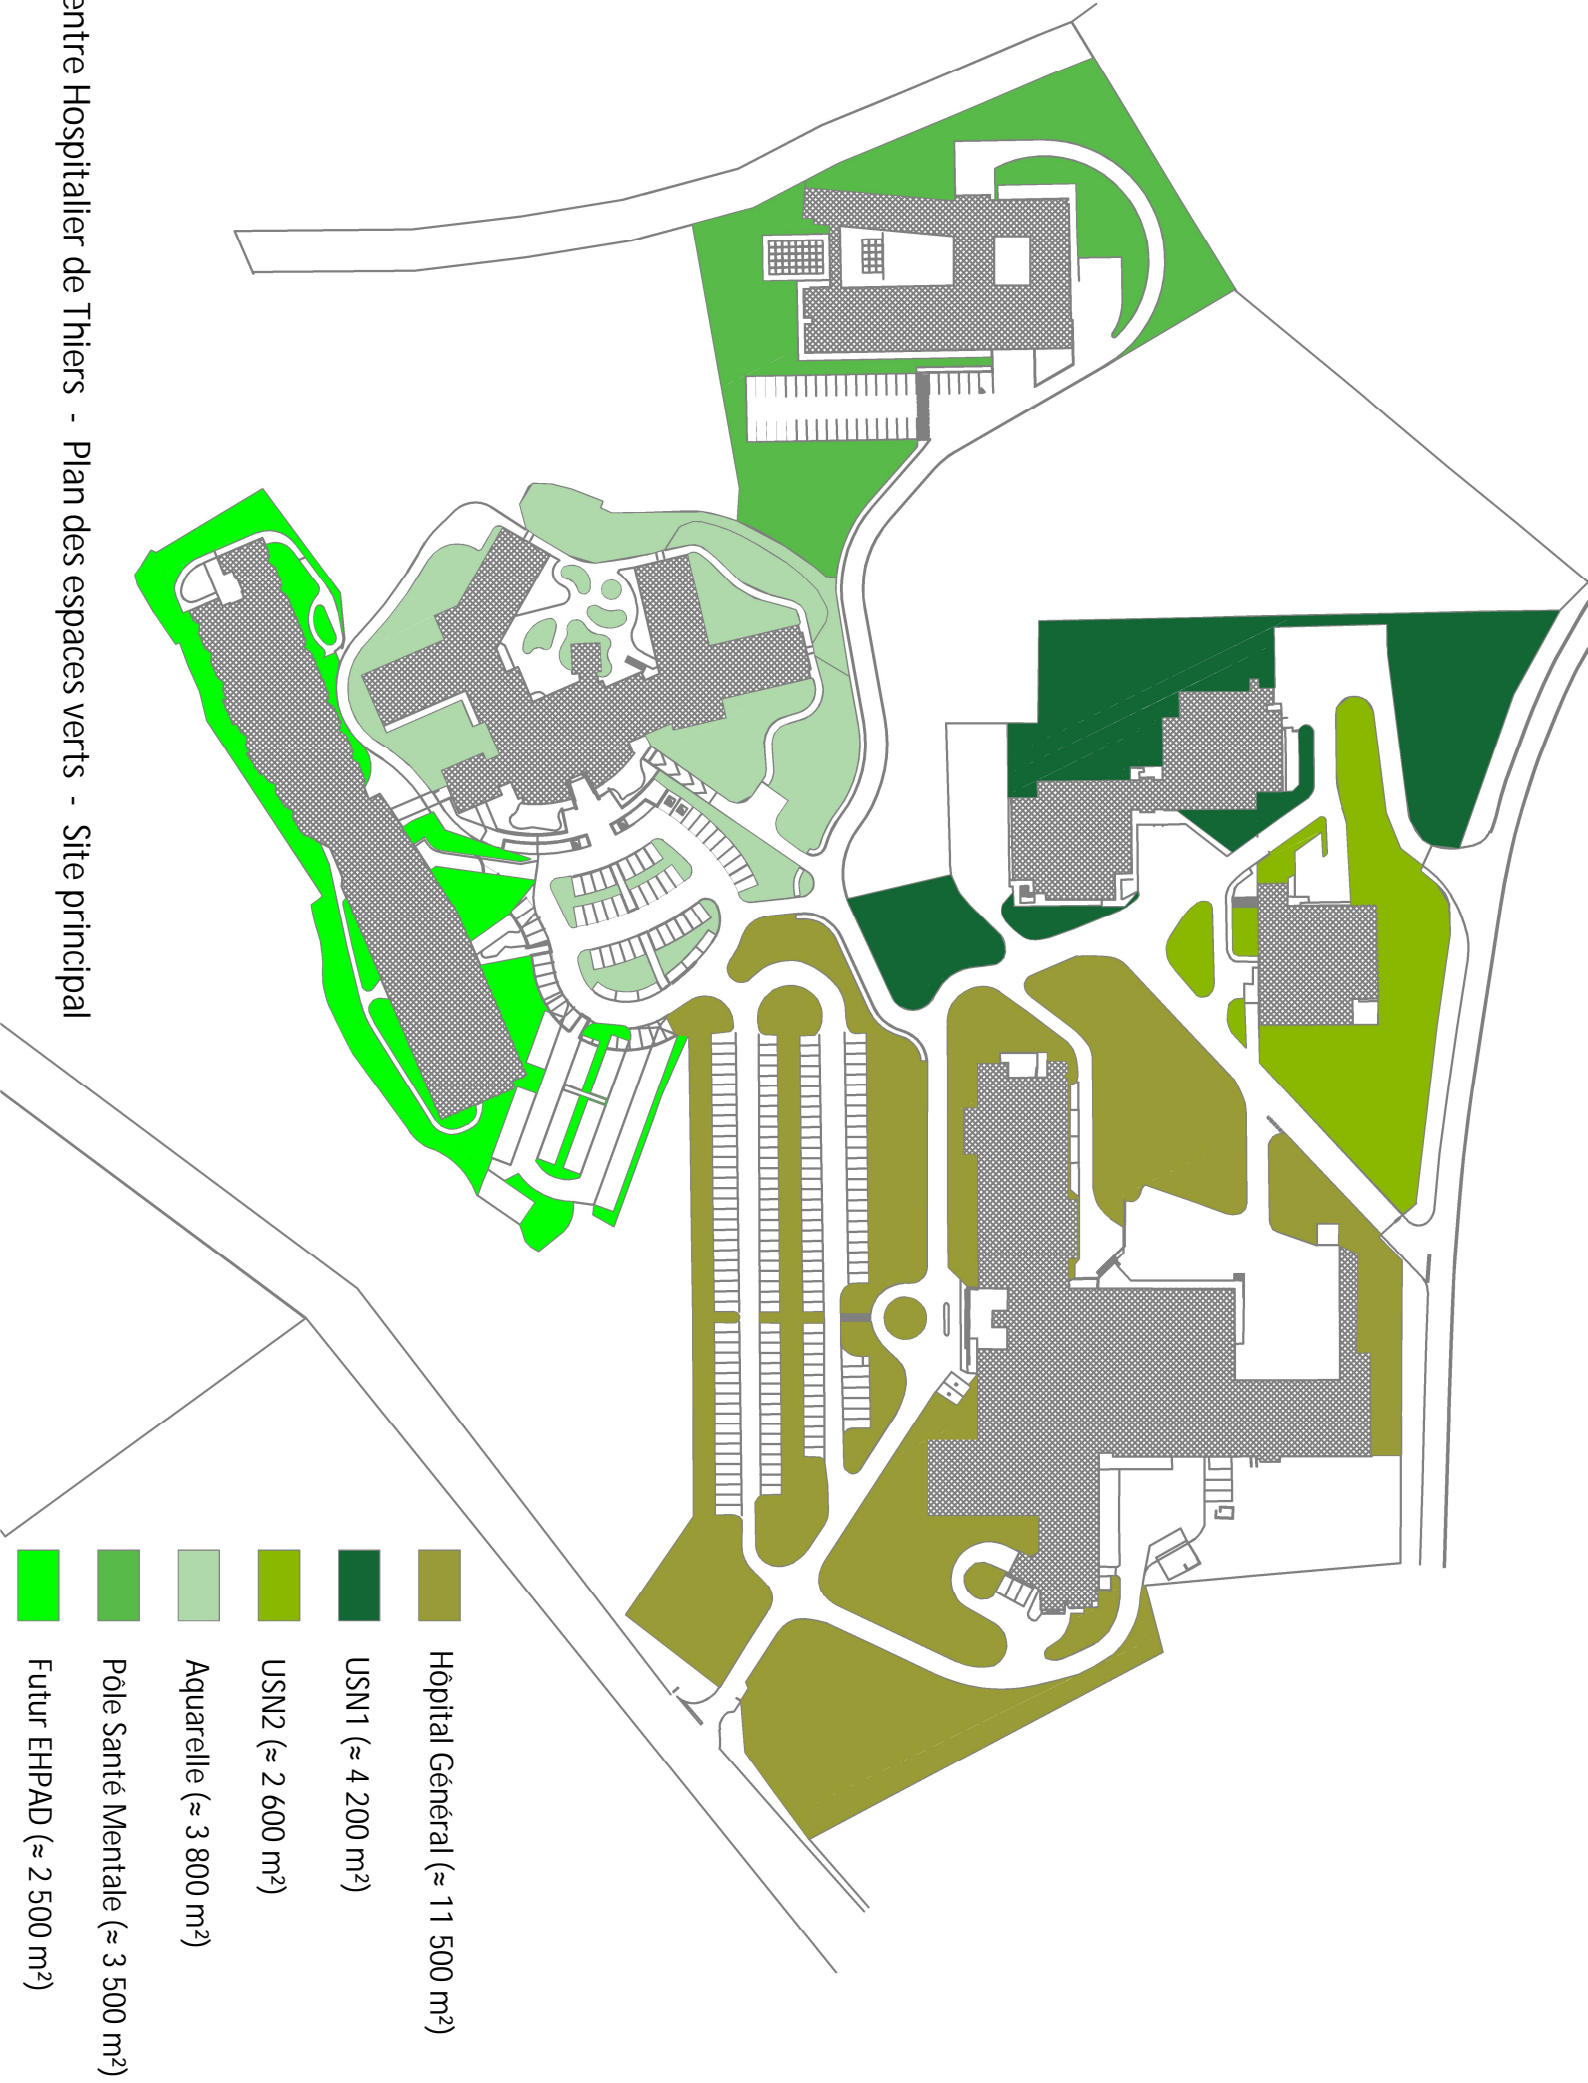 entre Hospitalier de Thiers - Plan des espaces verts - Site principal
Hôpital Général (≈ 11 500 m²)
USN1 (≈ 4 200 m²)
USN2 (≈ 2 600 m²)
Aquarelle (≈ 3 800 m²)
Pôle Santé Mentale (≈ 3 500 m²)
Futur EHPAD (≈ 2 500 m²)